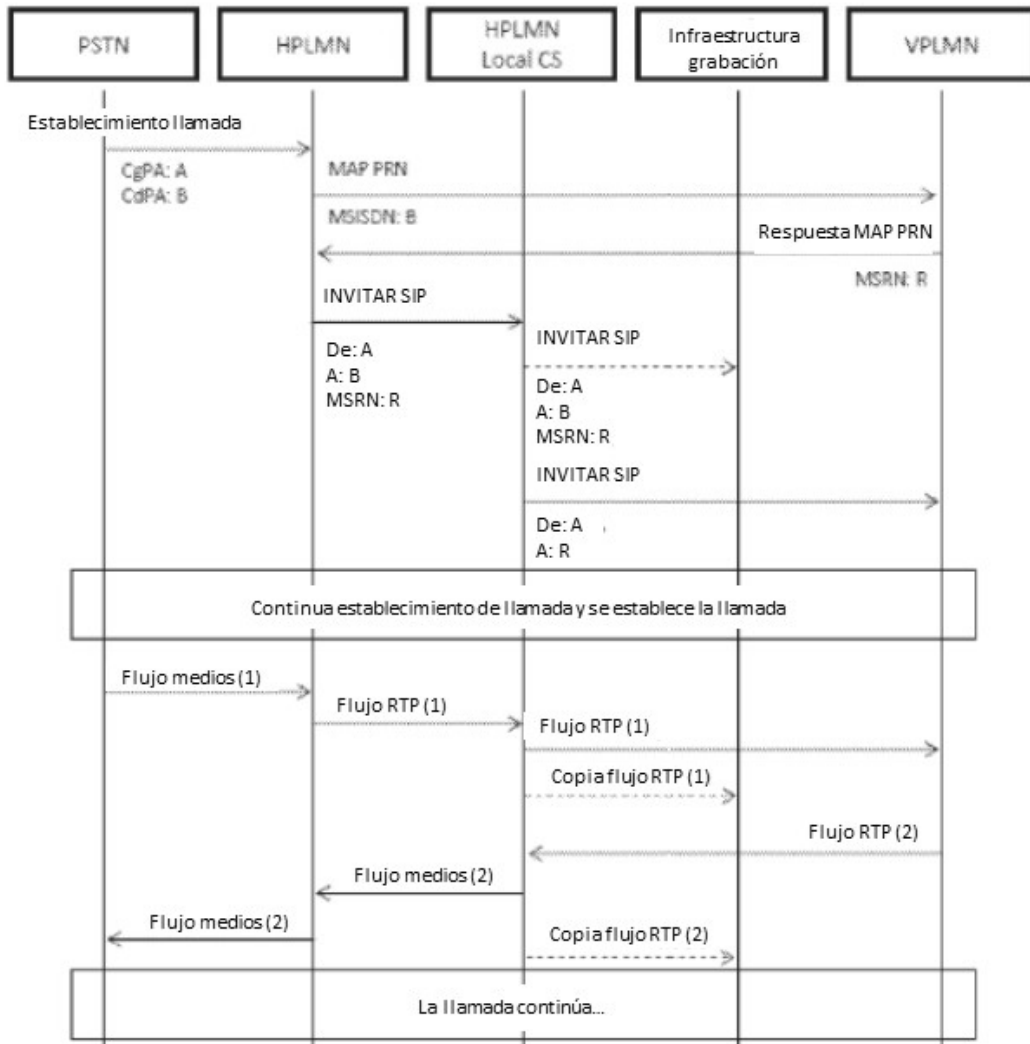 PSTN
HPLMN
HPLMN
Local CS
Infraestructura
grabación
VPLMN
Establecimiento llamada
CgPA: A
CdPA: B
MAP PRN
MSISDN: B
Respuesta MAP PRN
MSRN: R
INVITAR SIP
De: A
A: B
MSRN: R
INVITAR SIP
De: A
A: B
MSRN: R
INVITAR SIP
De: A
A: R
Continua establecimiento de llamada y se establece la llamada
Flujo medios (1)
Flujo RTP (1)
Flujo RTP (1)
Copia flujo RTP (1)
Flujo RTP (2)
Flujo medios (2)
Flujo medios (2)
Copia flujo RTP (2)
La llamada continúa...